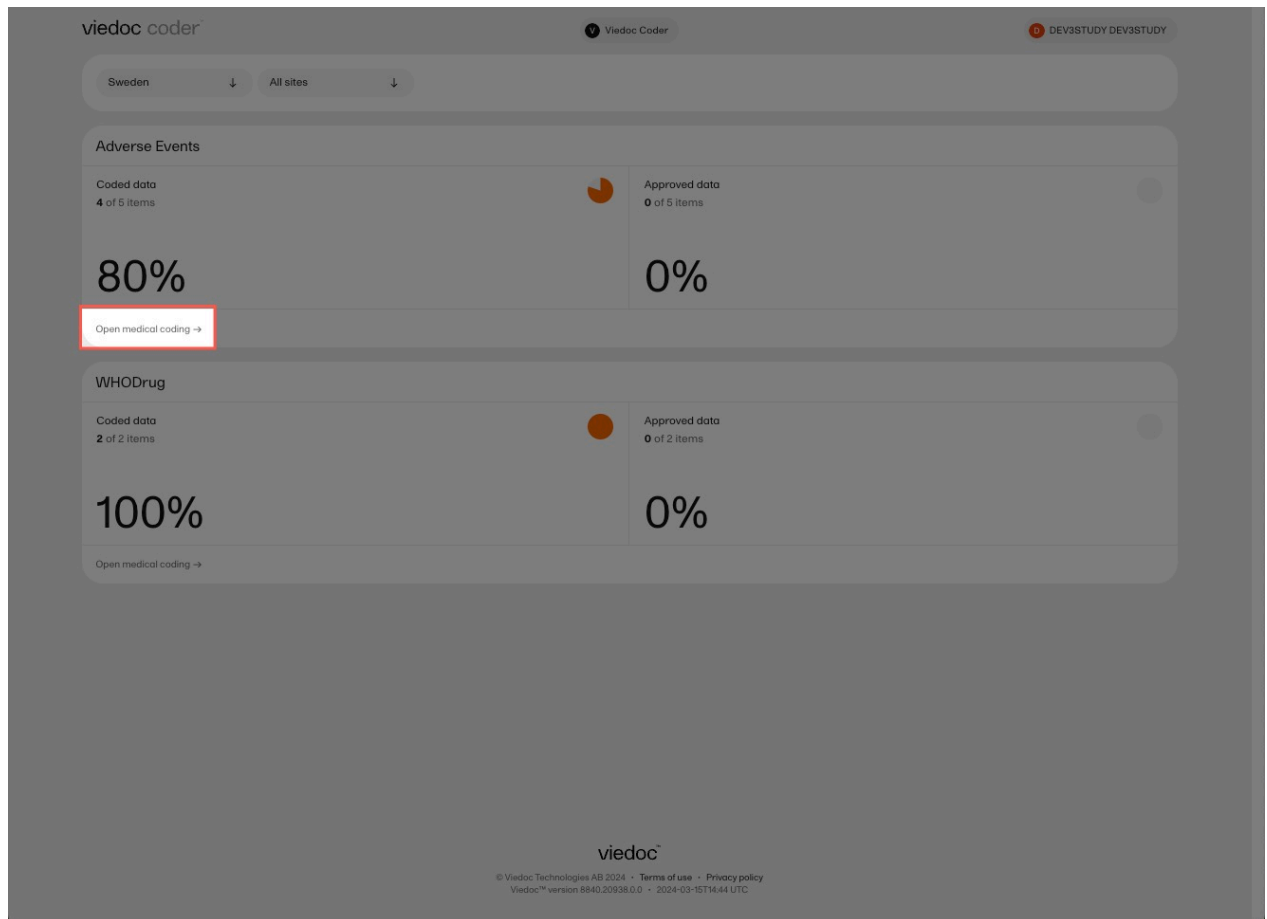 viedoc coder™
V Viedoc Coder
D DEV3STUDY DEV3STUDY
Sweden ↓ All sites ↓
Adverse Events
Coded data
4 of 5 items
80%
Approved data
0 of 5 items
0%
Open medical coding →
WHODrug
Coded data
2 of 2 items
100%
Approved data
0 of 2 items
0%
Open medical coding →
viedoc™
© Viedoc Technologies AB 2024 • Terms of use • Privacy policy
Viedoc™ version 8840.20938.0.0 • 2024-03-15T14:44 UTC